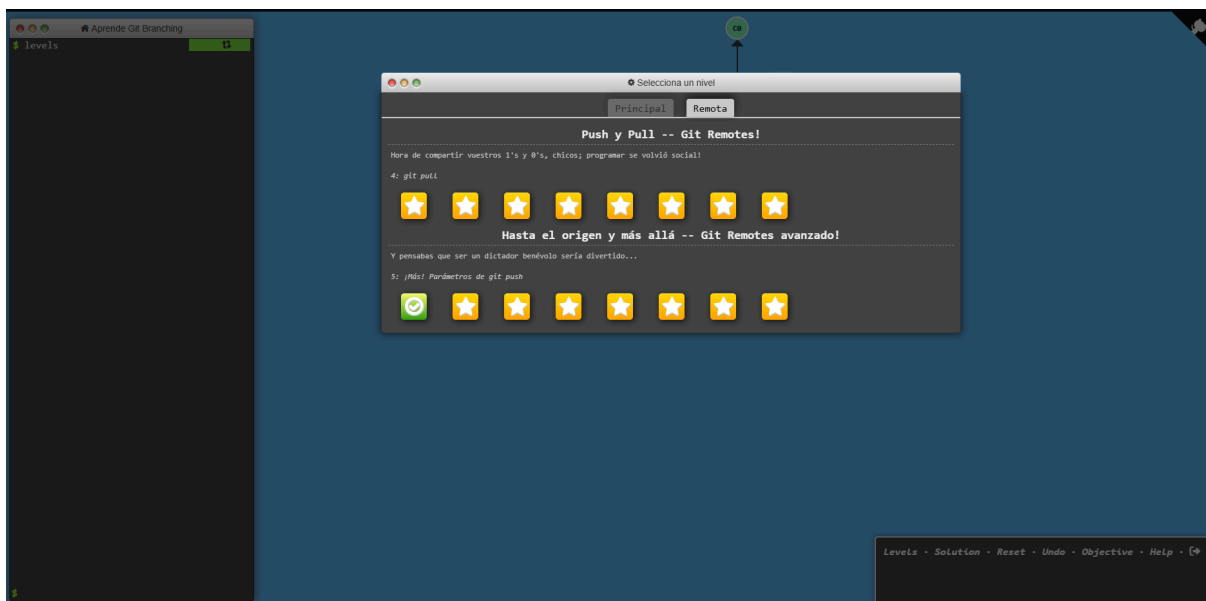 Aprende Git Branching
$ levels
C0
Selecciona un nivel
Principal Remota
Push y Pull -- Git Remotes!
Hora de compartir vuestros 1's y 0's, chicos; programar se volvió social!
4: git pull
Hasta el origen y más allá -- Git Remotes avanzado!
Y pensabas que ser un dictador benévolo sería divertido...
5: ¡Más! Parámetros de git push
Levels · Solution · Reset · Undo · Objective · Help ·
$